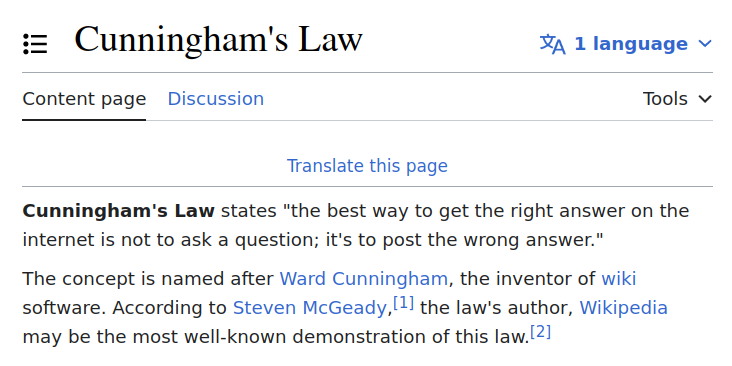 Cunningham's Law
1 language
Content page Discussion Tools
Translate this page
Cunningham's Law states "the best way to get the right answer on the
internet is not to ask a question; it's to post the wrong answer."
The concept is named after Ward Cunningham, the inventor of wiki
software. According to Steven McGeady,[1] the law's author, Wikipedia
may be the most well-known demonstration of this law.[2]